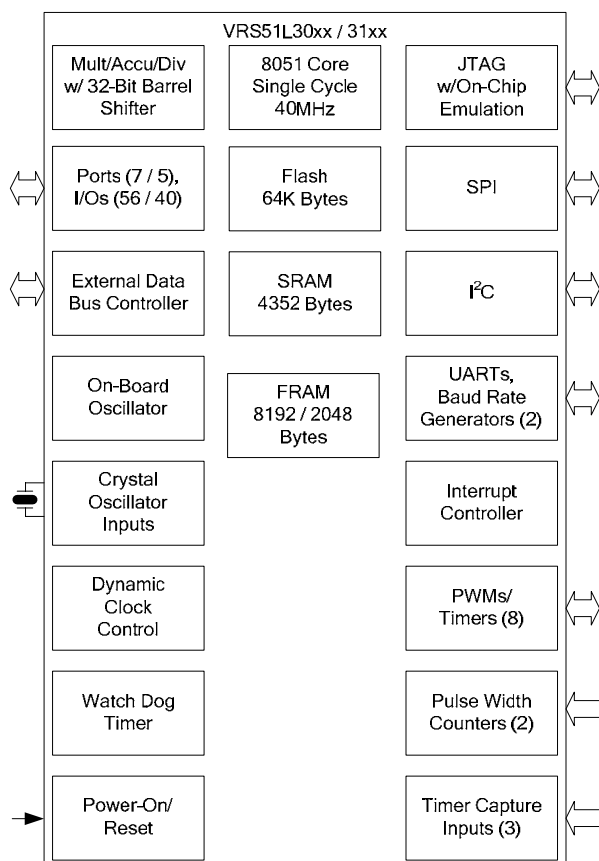 VRS51L30xx / 31xx
Mult/Accu/Div
w/ 32-Bit Barrel
Shifter
8051 Core
Single Cycle
40MHz
JTAG
w/On-Chip
Emulation
Ports (7 / 5),
I/Os (56 / 40)
Flash
64K Bytes
SPI
External Data
Bus Controller
SRAM
4352 Bytes
I²C
On-Board
Oscillator
FRAM
8192 / 2048
Bytes
UARTs,
Baud Rate
Generators (2)
Crystal
Oscillator
Inputs
Interrupt
Controller
Dynamic
Clock
Control
PWMs/
Timers (8)
Watch Dog
Timer
Pulse Width
Counters (2)
Power-On/
Reset
Timer Capture
Inputs (3)